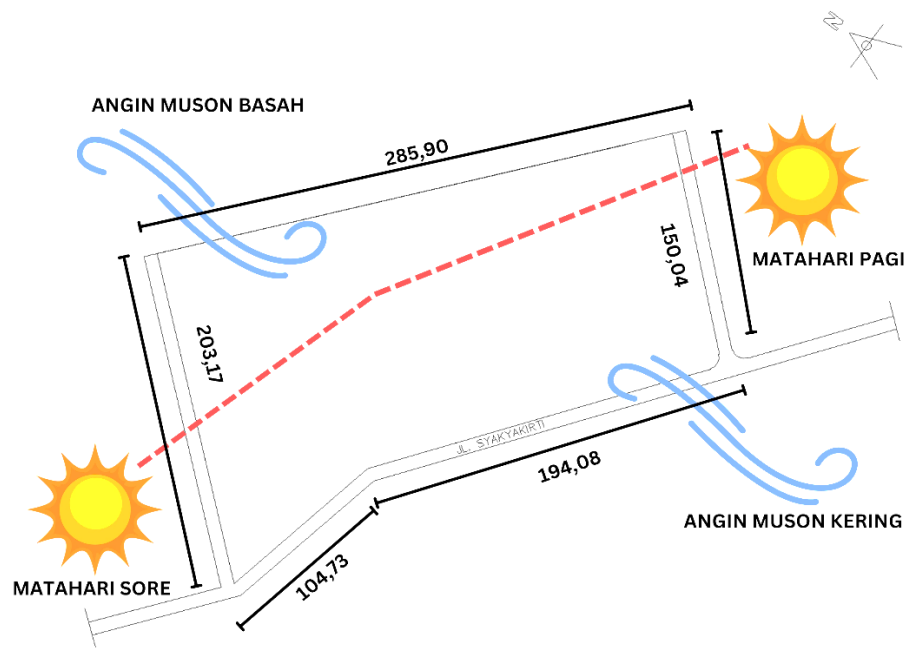 N
ANGIN MUSON BASAH
285,90
150,04
MATAHARI PAGI
203,17
JL. SYAKYAKIRTI
194,08
ANGIN MUSON KERING
104,73
MATAHARI SORE